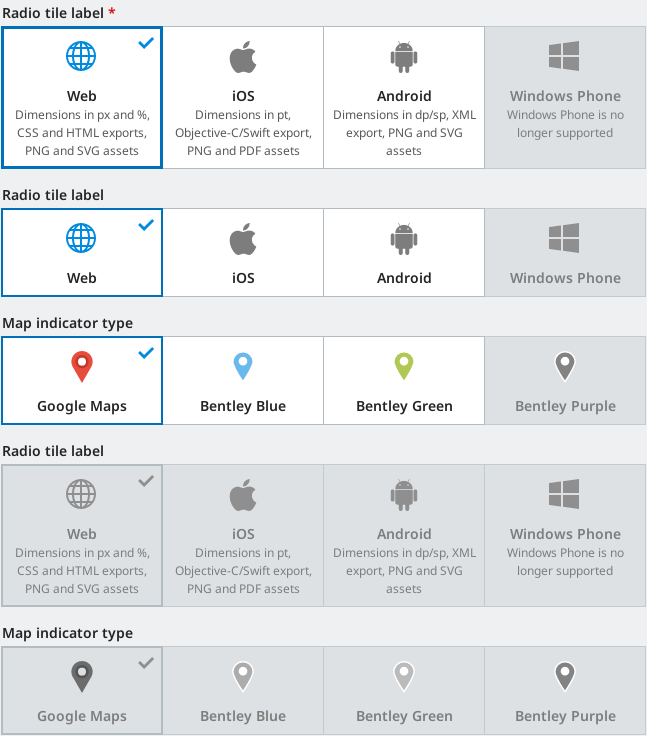 Radio tile label *
Web
Dimensions in px and %,
CSS and HTML exports,
PNG and SVG assets
iOS
Dimensions in pt,
Objective-C/Swift export,
PNG and PDF assets
Android
Dimensions in dp/sp, XML
export, PNG and SVG
assets
Windows Phone
Windows Phone is no
longer supported
Radio tile label
Web
iOS
Android
Windows Phone
Map indicator type
Google Maps
Bentley Blue
Bentley Green
Bentley Purple
Radio tile label
Web
Dimensions in px and %,
CSS and HTML exports,
PNG and SVG assets
iOS
Dimensions in pt,
Objective-C/Swift export,
PNG and PDF assets
Android
Dimensions in dp/sp, XML
export, PNG and SVG
assets
Windows Phone
Windows Phone is no
longer supported
Map indicator type
Google Maps
Bentley Blue
Bentley Green
Bentley Purple